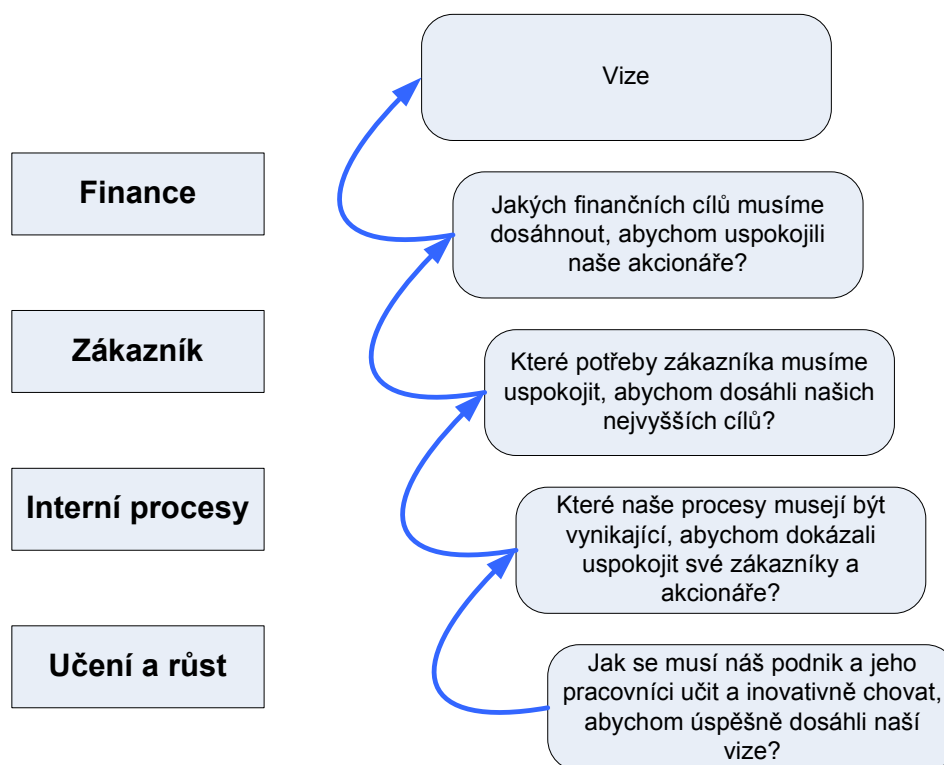 Vize
Finance
Jakých finančních cílů musíme
dosáhnout, abychom uspokojili
naše akcionáře?
Zákazník
Které potřeby zákazníka musíme
uspokojit, abychom dosáhli našich
nejvyšších cílů?
Interní procesy
Které naše procesy musejí být
vynikající, abychom dokázali
uspokojit své zákazníky a
akcionáře?
Učení a růst
Jak se musí náš podnik a jeho
pracovníci učit a inovativně chovat,
abychom úspěšně dosáhli naší
vize?